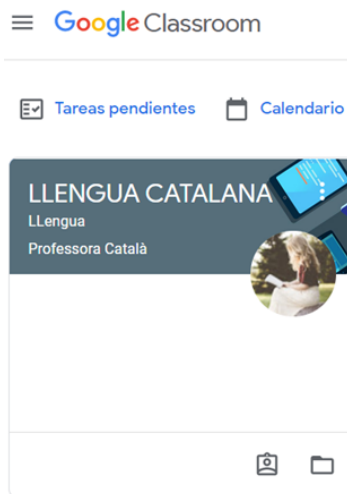 Google Classroom
Tareas pendientes Calendario
LLENGUA CATALANA
LLengua
Professora Català